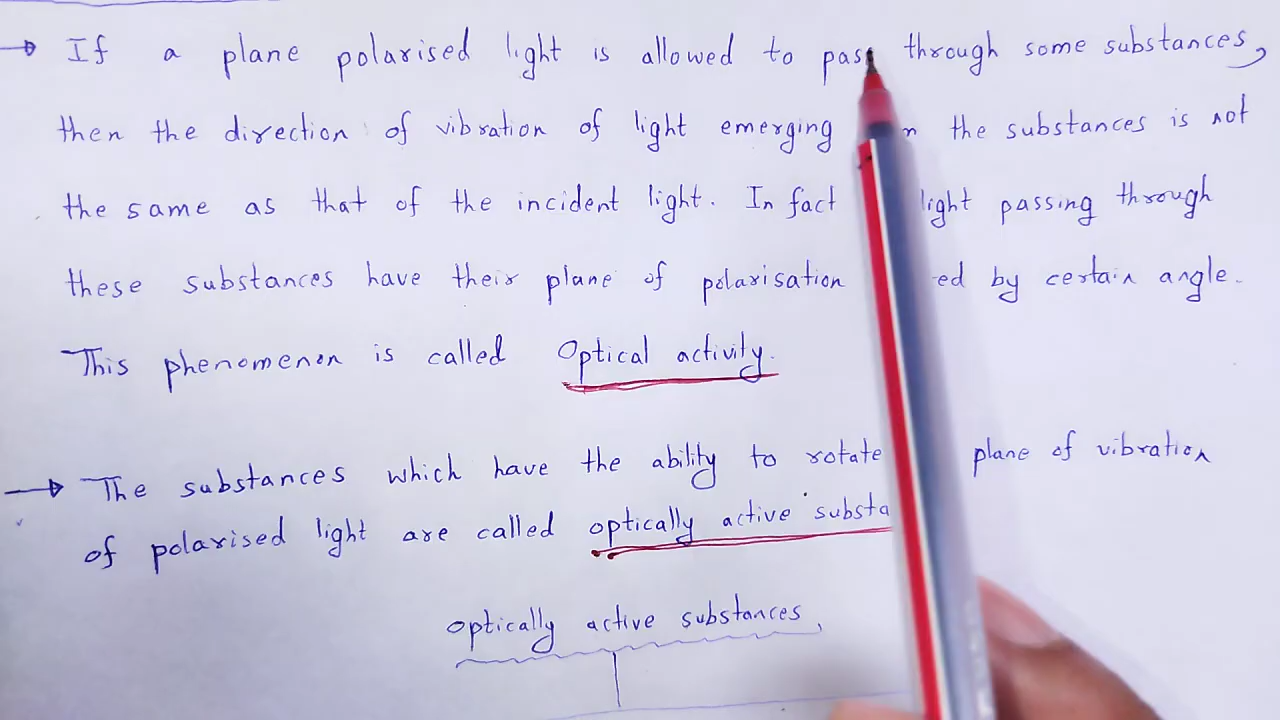 If a plane polarised light is allowed to pass through some substances,
then the direction of vibration of light emerging the substances is not
the same as that of the incident light. In fact light passing through
these substances have their plane of polarisation ed by certain angle.
This phenomenon is called Optical activity.
The substances which have the ability to rotate plane of vibration
of polarised light are called optically active substa
optically active substances,